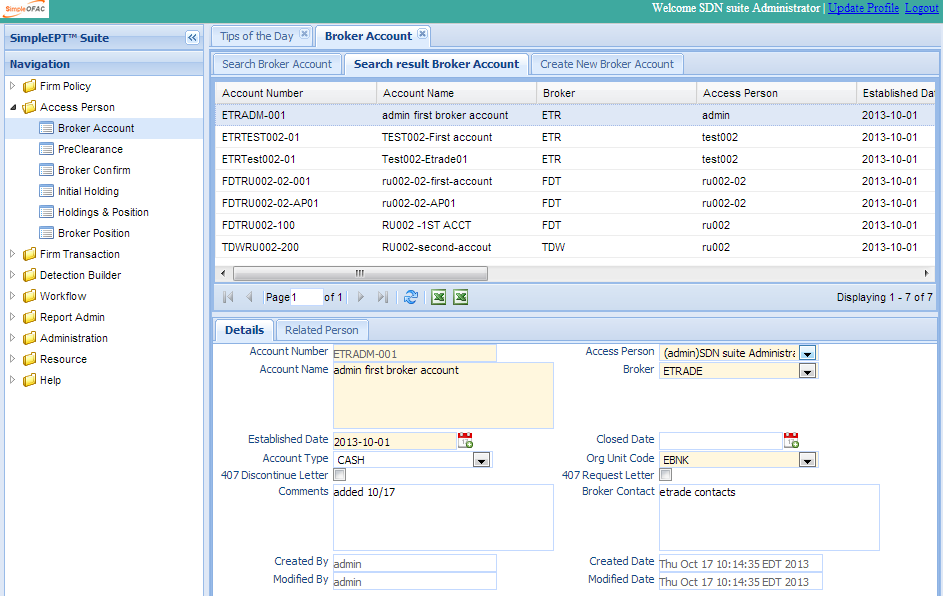 SimpleOFAC
Welcome SDN suite Administrator | Update Profile Logout
SimpleEPT™ Suite
Navigation
Firm Policy
Access Person
Broker Account
PreClearance
Broker Confirm
Initial Holding
Holdings & Position
Broker Position
Firm Transaction
Detection Builder
Workflow
Report Admin
Administration
Resource
Help
Tips of the Day Broker Account
Search Broker Account Search result Broker Account Create New Broker Account
Account Number Account Name Broker Access Person Established Dat
ETRADM-001 admin first broker account ETR admin 2013-10-01
ETRTEST002-01 TEST002-First account ETR test002 2013-10-01
ETRTest002-01 Test002-Etrade01 ETR test002 2013-10-01
FDTRU002-02-001 ru002-02-first-account FDT ru002-02 2013-10-01
FDTRU002-02-AP01 ru002-02-AP01 FDT ru002-02 2013-10-01
FDTRU002-100 RU002 -1ST ACCT FDT ru002 2013-10-01
TDWRU002-200 RU002-second-accout TDW ru002 2013-10-01
Page 1 of 1 Displaying 1 - 7 of 7
Details Related Person
Account Number ETRADM-001 Access Person (admin)SDN suite Administra
Account Name admin first broker account Broker ETRADE
Established Date 2013-10-01 Closed Date
Account Type CASH Org Unit Code EBNK
407 Discontinue Letter 407 Request Letter
Comments added 10/17 Broker Contact etrade contacts
Created By admin Created Date Thu Oct 17 10:14:35 EDT 2013
Modified By admin Modified Date Thu Oct 17 10:14:35 EDT 2013